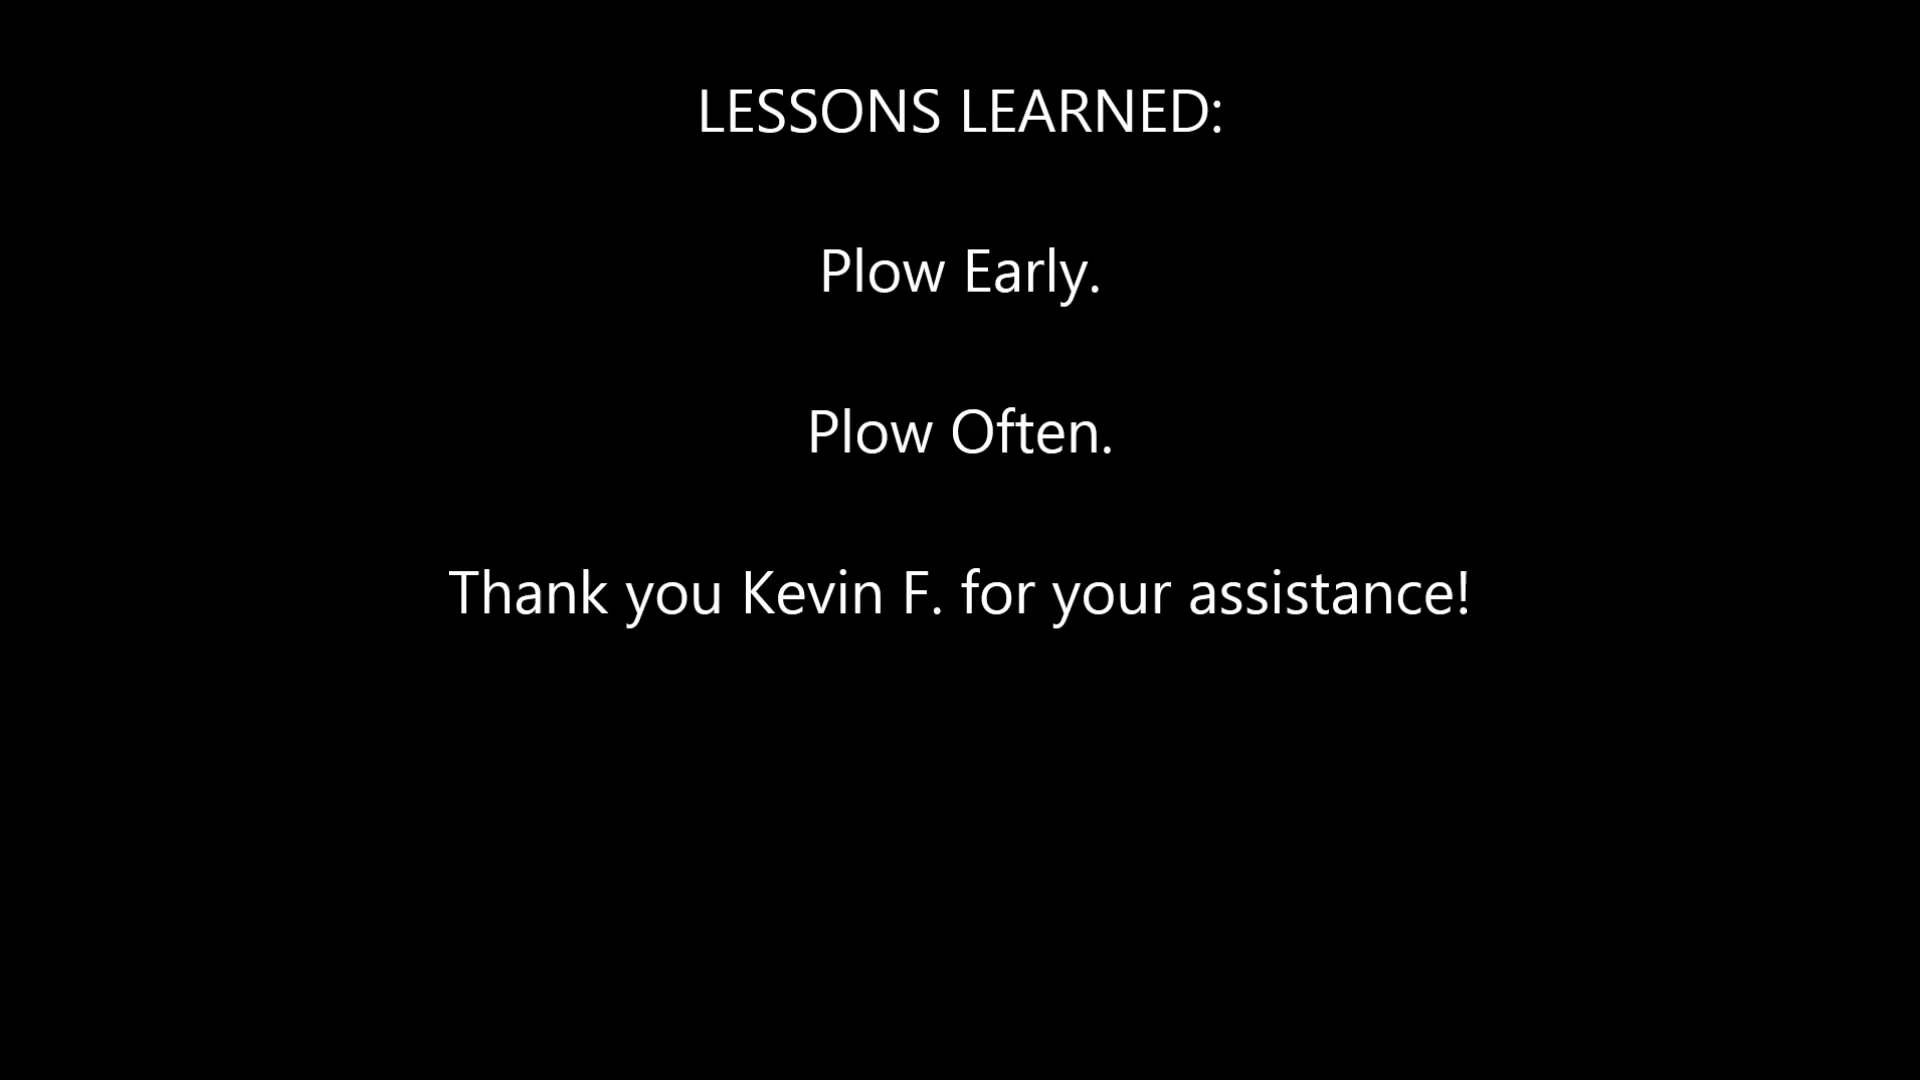 LESSONS LEARNED:
Plow Early.
Plow Often.
Thank you Kevin F. for your assistance!